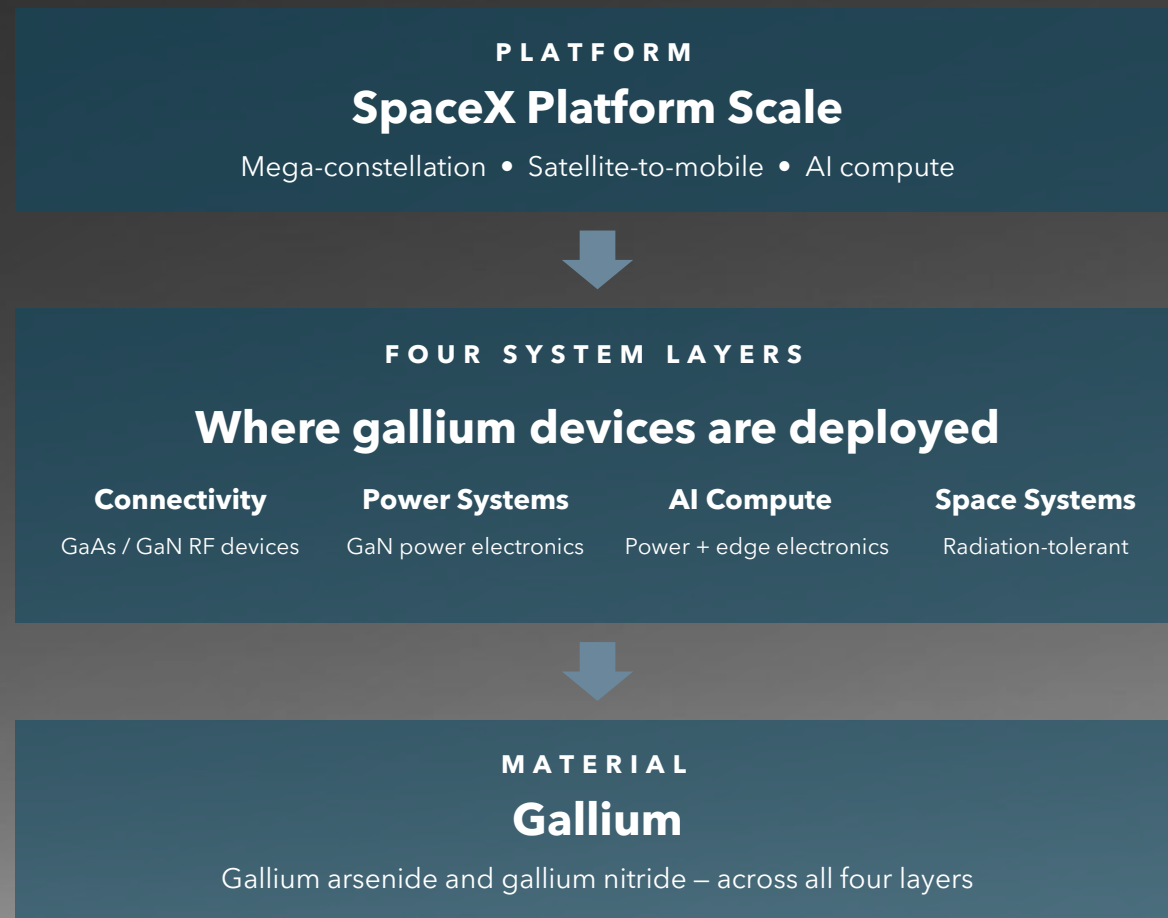 PLATFORM
SpaceX Platform Scale
Mega-constellation • Satellite-to-mobile • AI compute
FOUR SYSTEM LAYERS
Where gallium devices are deployed
Connectivity Power Systems AI Compute Space Systems
GaAs / GaN RF devices GaN power electronics Power + edge electronics Radiation-tolerant
MATERIAL
Gallium
Gallium arsenide and gallium nitride — across all four layers